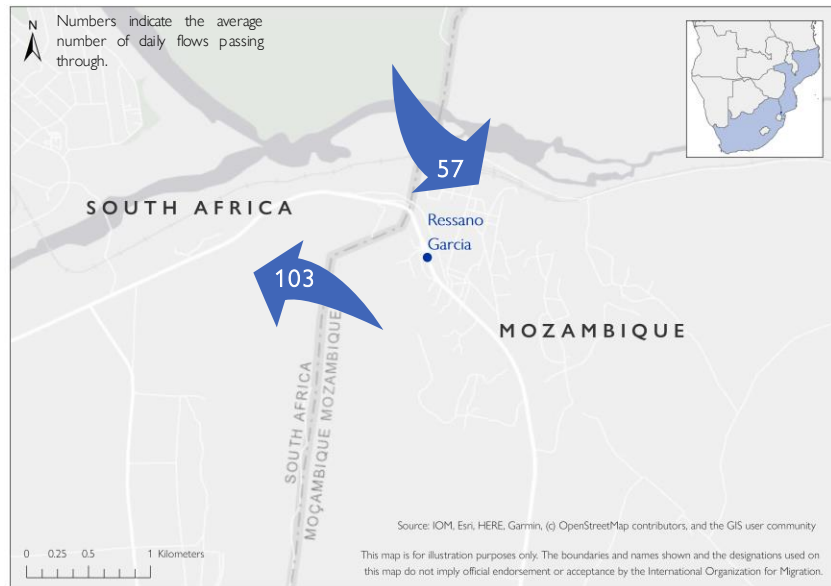 N
Numbers indicate the average
number of daily flows passing
through.
57
SOUTH AFRICA
Ressano
Garcia
103
MOZAMBIQUE
SOUTH AFRICA
MOÇAMBIQUE MOZAMBIQUE
Source: IOM, Esri, HERE, Garmin, (c) OpenStreetMap contributors, and the GIS user community
0 0.25 0.5 1 Kilometers
This map is for illustration purposes only. The boundaries and names shown and the designations used on
this map do not imply official endorsement or acceptance by the International Organization for Migration.